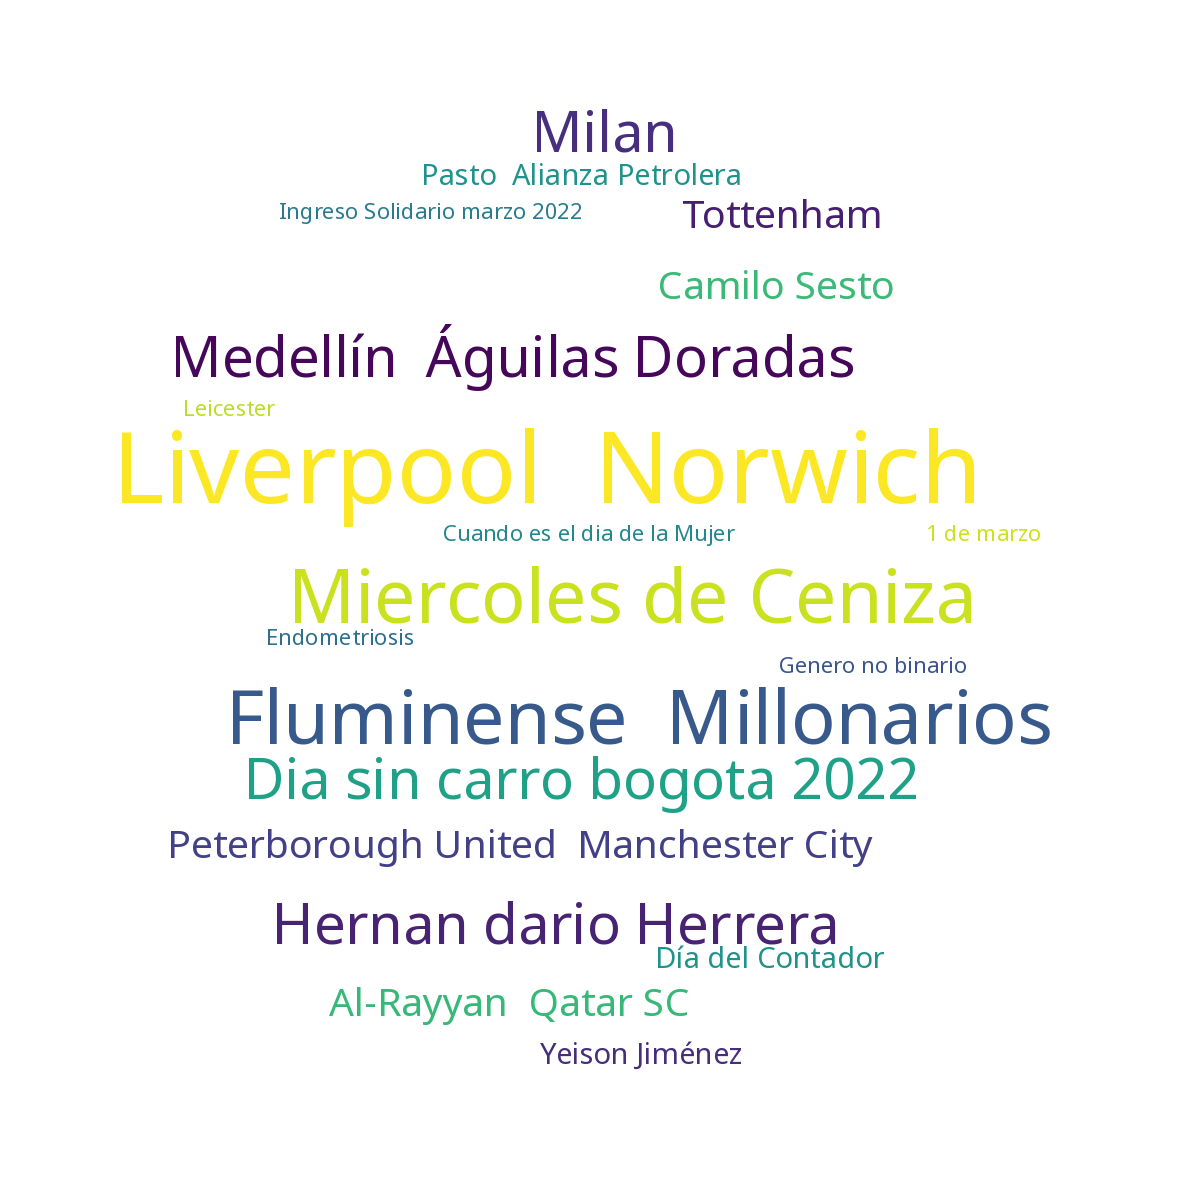 Milan
Pasto  Alianza Petrolera
Ingreso Solidario marzo 2022
Tottenham
Camilo Sesto
Medellín  Águilas Doradas
Leicester
Liverpool  Norwich
Cuando es el dia de la Mujer
1 de marzo
Miercoles de Ceniza
Endometriosis
Genero no binario
Fluminense  Millonarios
Dia sin carro bogota 2022
Peterborough United  Manchester City
Hernan dario Herrera
Día del Contador
Al-Rayyan  Qatar SC
Yeison Jiménez